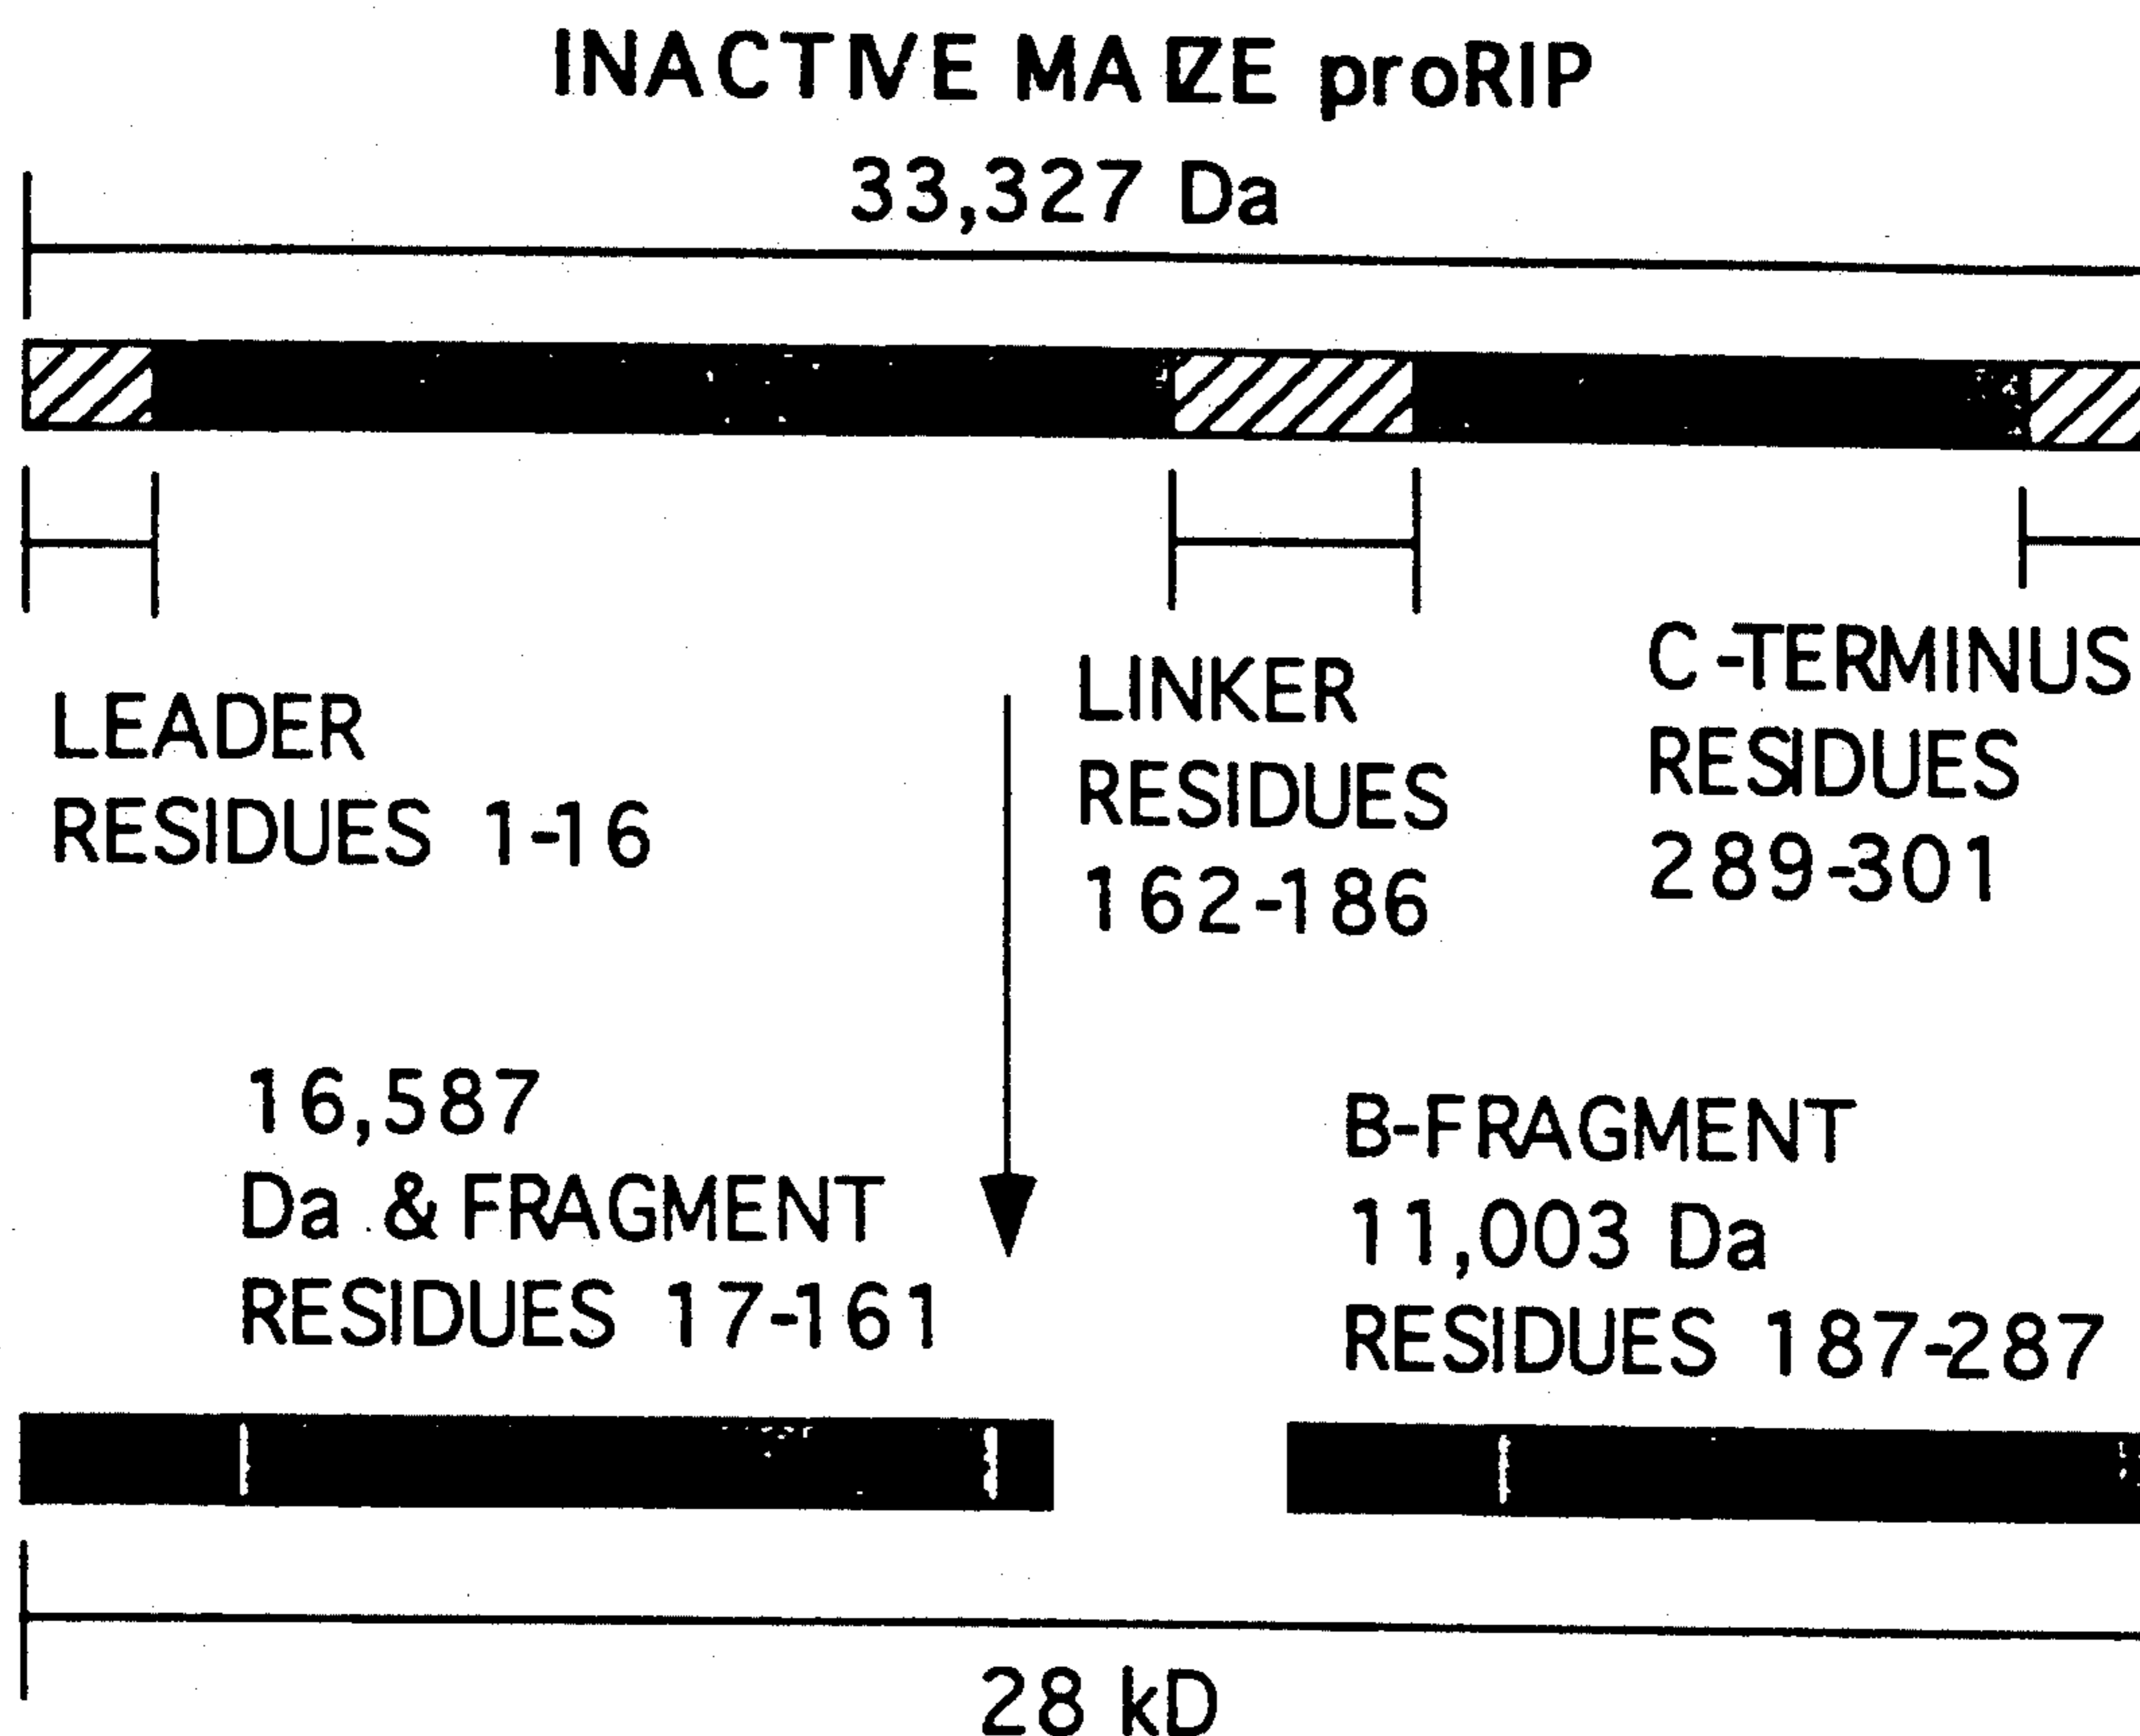 INACTIVE MAIZE proRIP
33,327 Da
LEADER
RESIDUES 1-16
LINKER
RESIDUES
162-186
C-TERMINUS
RESIDUES
289-301
16,587
Da & FRAGMENT
RESIDUES 17-161
B-FRAGMENT
11,003 Da
RESIDUES 187-287
28 kD